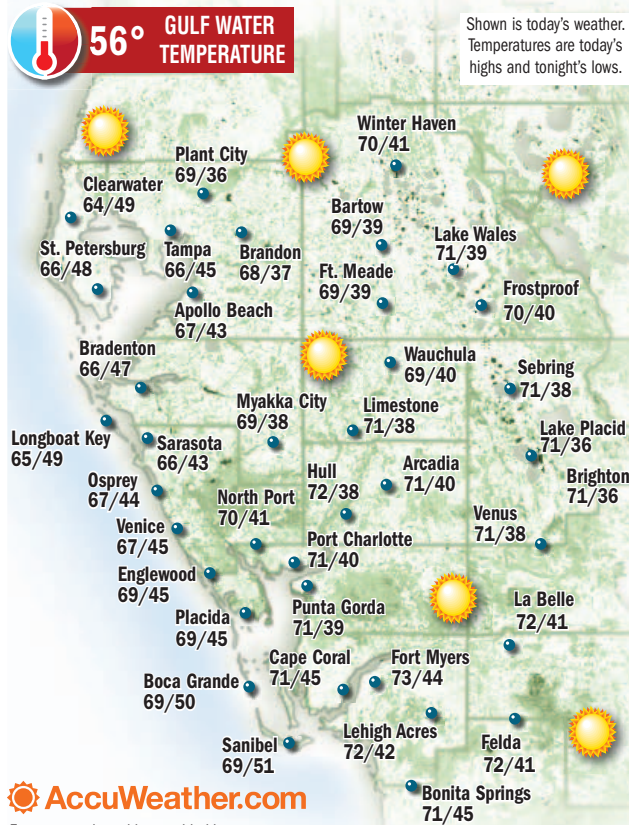 56° GULF WATER
TEMPERATURE
Shown is today's weather.
Temperatures are today's
highs and tonight's lows.
Winter Haven
70/41
Plant City
69/36
Clearwater
64/49
Bartow
69/39
Lake Wales
71/39
St. Petersburg
66/48
Tampa
66/45
Brandon
68/37
Ft. Meade
69/39
Frostproof
70/40
Apollo Beach
67/43
Bradenton
66/47
Wauchula
69/40
Sebring
71/38
Myakka City
69/38
Limestone
71/38
Longboat Key
65/49
Sarasota
66/43
Lake Placid
71/36
Osprey
67/44
Hull
72/38
Arcadia
71/40
Brighton
71/36
North Port
70/41
Venus
71/38
Venice
67/45
Port Charlotte
71/40
Englewood
69/45
Punta Gorda
71/39
La Belle
72/41
Placida
69/45
Cape Coral
71/45
Fort Myers
73/44
Boca Grande
69/50
Lehigh Acres
72/42
Felda
72/41
Sanibel
69/51
Bonita Springs
71/45
AccuWeather.com